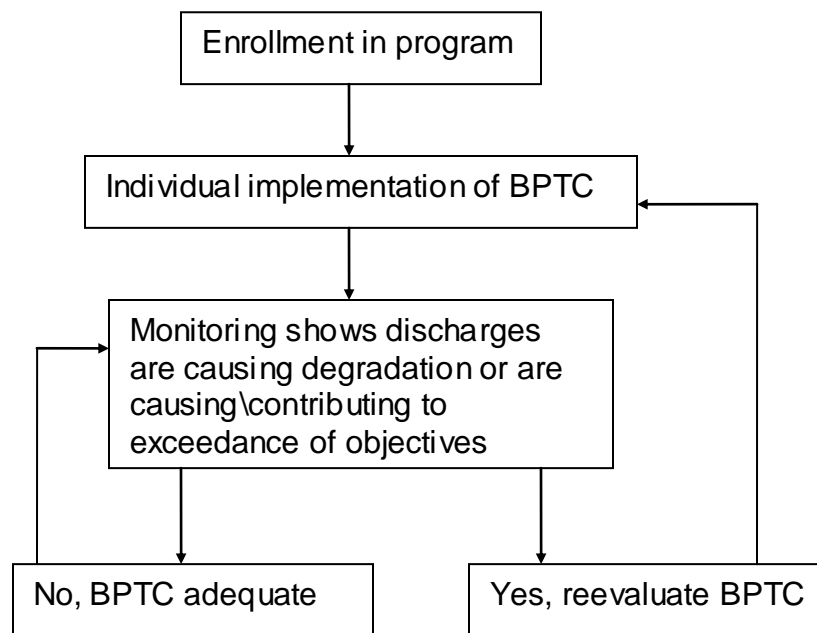 Enrollment in program
Individual implementation of BPTC
Monitoring shows discharges
are causing degradation or are
causing\contributing to
exceedance of objectives
No, BPTC adequate
Yes, reevaluate BPTC